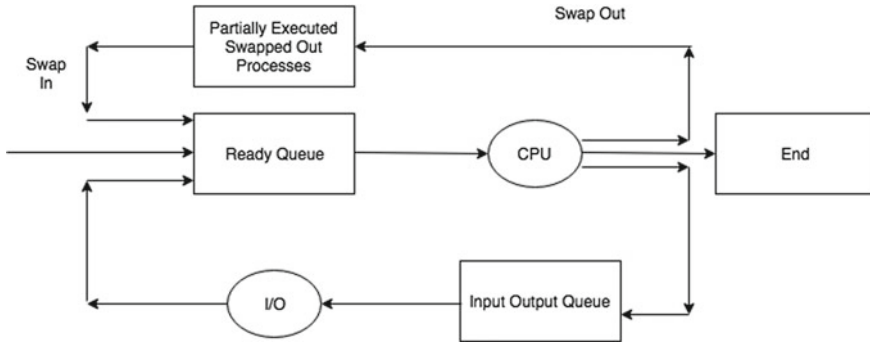 Swap Out
Partially Executed
Swapped Out
Processes
Swap
In
Ready Queue
CPU
End
I/O
Input Output Queue